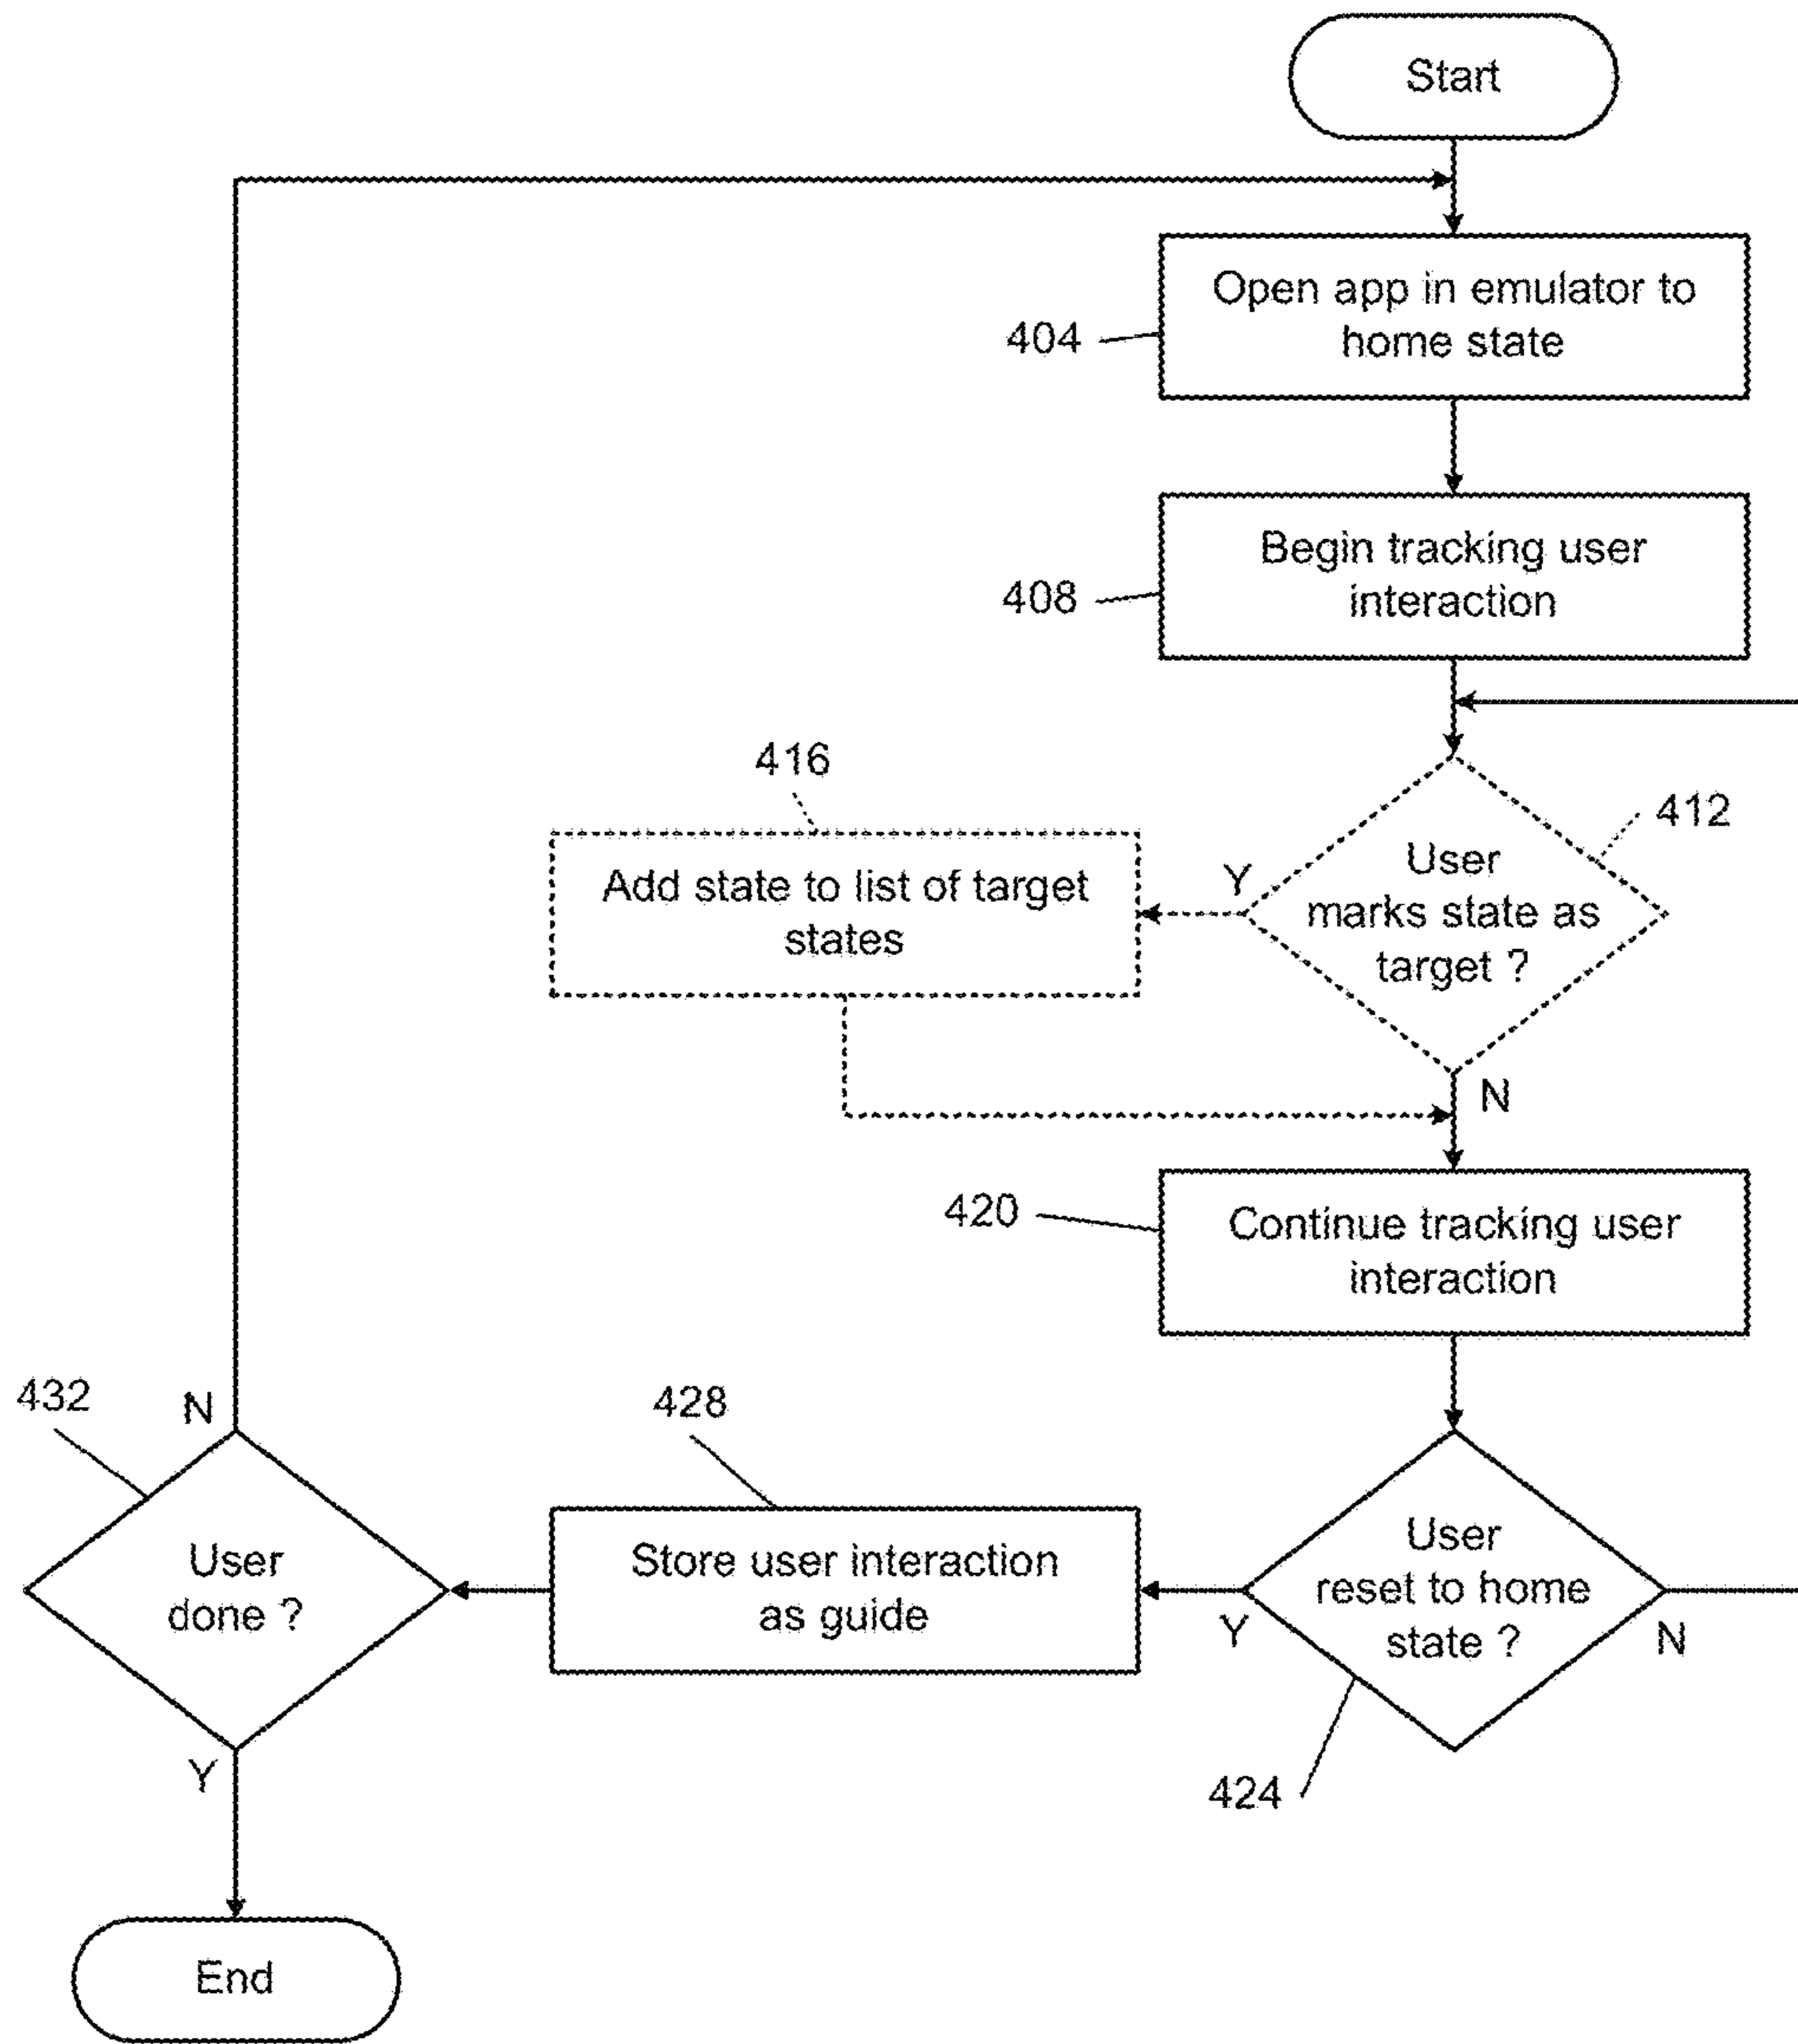 Start
Open app in emulator to
home state
404
Begin tracking user
interaction
408
416
412
Add state to list of target
states
Y
User
marks state as
target ?
N
420
Continue tracking user
interaction
432
N
428
User
done ?
Store user interaction
as guide
User
reset to home
state ?
Y
N
Y
424
End